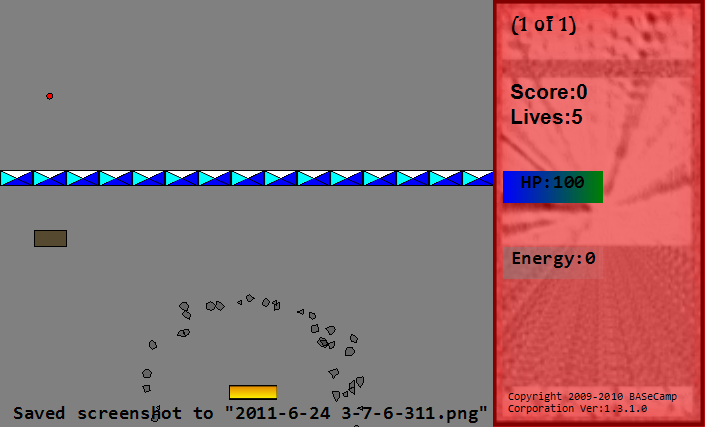 (1 of 1)
Score:0
Lives:5
HP:100
Energy:0
Copyright 2009-2010 BASeCamp
Corporation Ver:1.3.1.0
Saved screenshot to "2011-6-24 3-7-6-311.png"